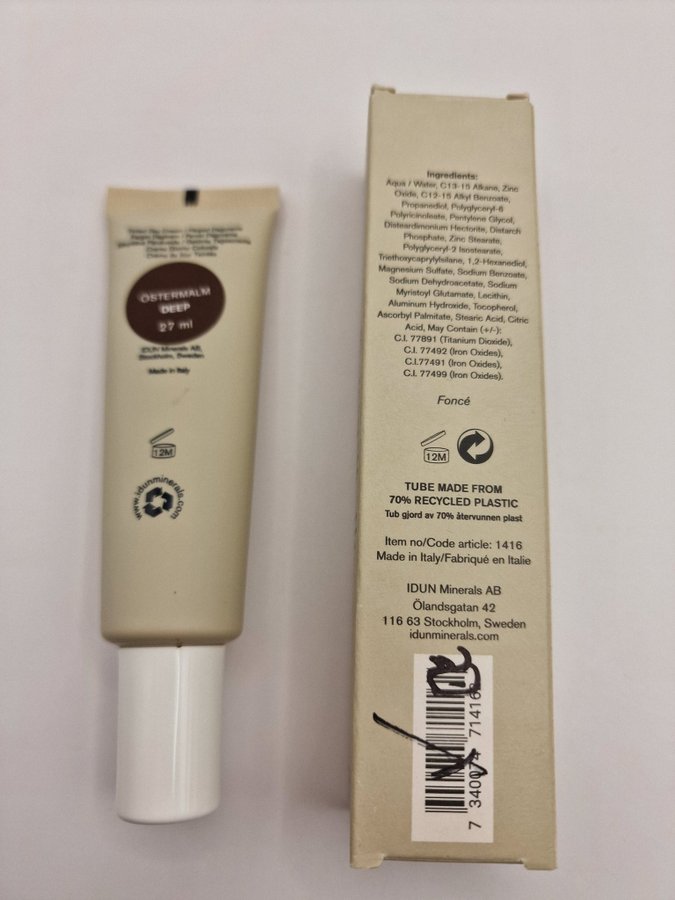 ÖSTERMALM
DEEP
27 ml
IDUN Minerals AB,
Stockholm, Sweden
Made in Italy
12M
www.idunminerals.com
Ingredients:
Aqua / Water, C13-15 Alkane, Zinc
Oxide, C12-15 Alkyl Benzoate,
Propanediol, Polyglyceryl-6
Polyricinoleate, Pentylene Glycol,
Disteardimonium Hectorite, Distarch
Phosphate, Zinc Stearate,
Polyglyceryl-2 Isostearate,
Triethoxycaprylylsilane, 1,2-Hexanediol,
Magnesium Sulfate, Sodium Benzoate,
Sodium Dehydroacetate, Sodium
Myristoyl Glutamate, Lecithin,
Aluminum Hydroxide, Tocopherol,
Ascorbyl Palmitate, Stearic Acid, Citric
Acid, May Contain (+/-):
C.I. 77891 (Titanium Dioxide),
C.I. 77492 (Iron Oxides),
C.I.77491 (Iron Oxides),
C.I. 77499 (Iron Oxides).
Foncé
12M
TUBE MADE FROM
70% RECYCLED PLASTIC
Tub gjord av 70% återvunnen plast
Item no/Code article: 1416
Made in Italy/Fabriqué en Italie
IDUN Minerals AB
Ölandsgatan 42
116 63 Stockholm, Sweden
idunminerals.com
7 340074 71416